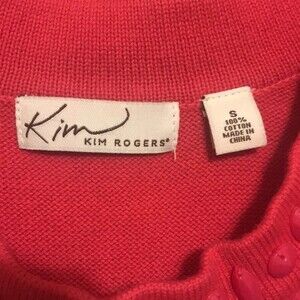 Kim
KIM ROGERS®
S
100%
COTTON
MADE IN
CHINA